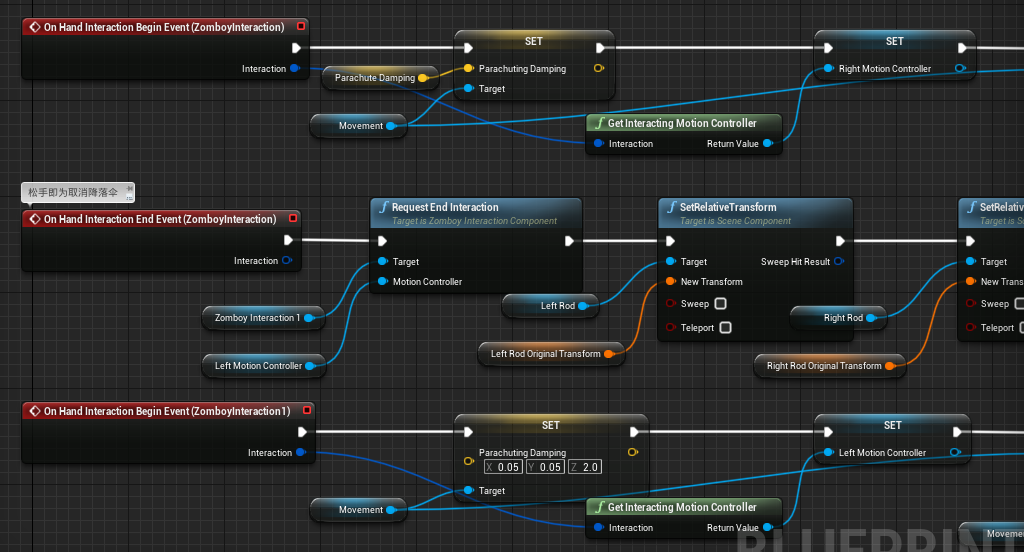 On Hand Interaction Begin Event (ZomboyInteraction)
Interaction
Parachute Damping
Movement
SET
Parachuting Damping
Target
SET
Right Motion Controller
Get Interacting Motion Controller
Interaction Return Value
松手即为取消降落伞
On Hand Interaction End Event (ZomboyInteraction)
Interaction
Zomboy Interaction 1
Left Motion Controller
Request End Interaction
Target is Zomboy Interaction Component
Target
Motion Controller
Left Rod
Left Rod Original Transform
SetRelativeTransform
Target is Scene Component
Target Sweep Hit Result
New Transform
Sweep
Teleport
Right Rod
Right Rod Original Transform
SetRelativ
Target is S
Target
New Trans
Sweep
Teleport
On Hand Interaction Begin Event (ZomboyInteraction1)
Interaction
Movement
SET
Parachuting Damping
X 0.05 Y 0.05 Z 2.0
Target
SET
Left Motion Controller
Get Interacting Motion Controller
Interaction Return Value
Moveme
BLUEPRINT